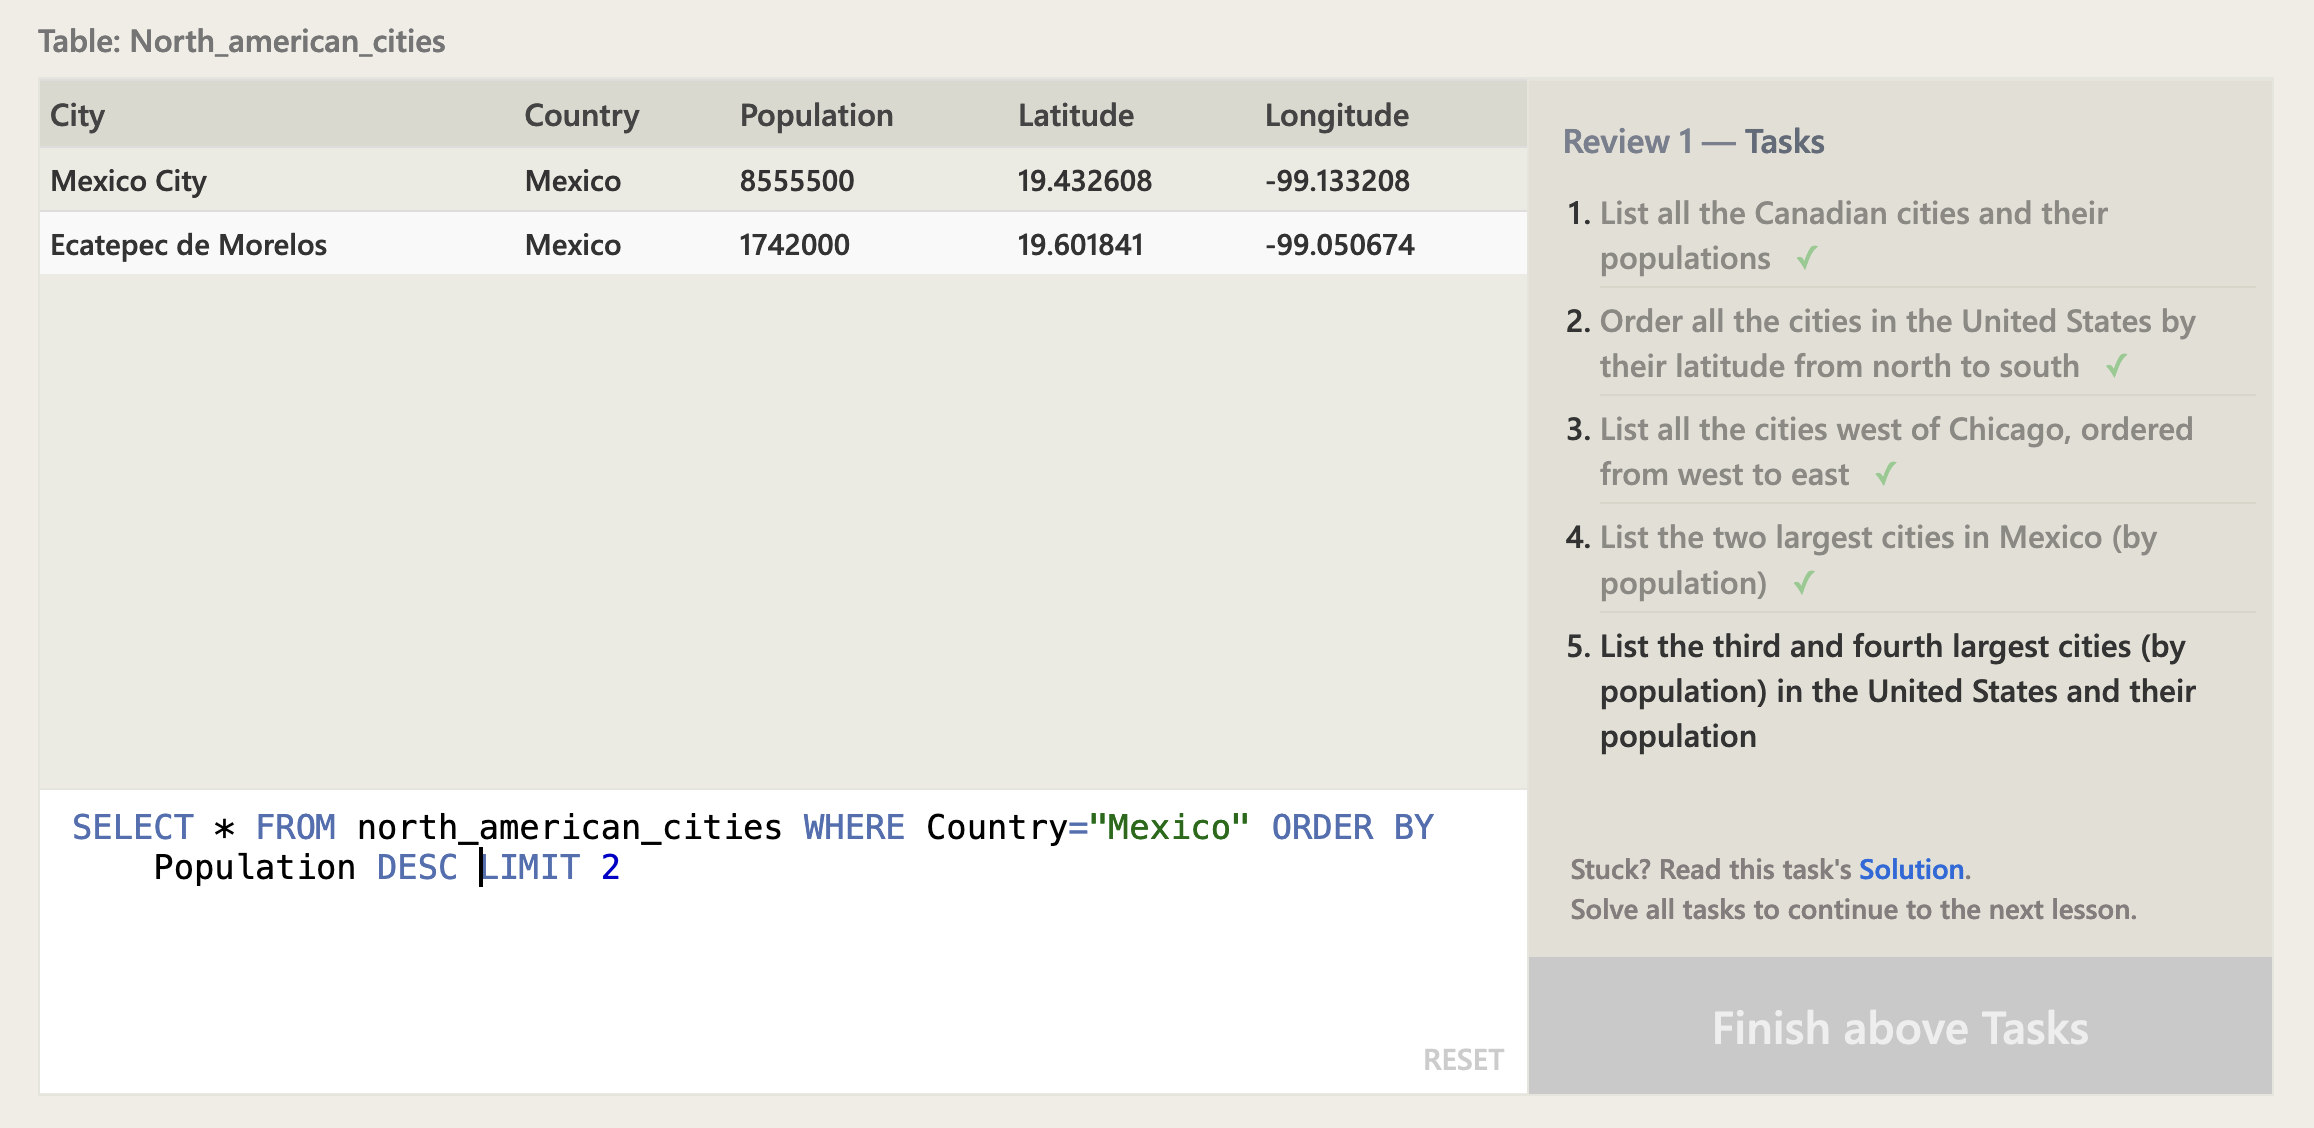 Table: North_american_cities
City Country Population Latitude Longitude
Mexico City Mexico 8555500 19.432608 -99.133208
Ecatepec de Morelos Mexico 1742000 19.601841 -99.050674
SELECT * FROM north_american_cities WHERE Country="Mexico" ORDER BY
Population DESC LIMIT 2
RESET
Review 1 — Tasks
1. List all the Canadian cities and their
populations ✓
2. Order all the cities in the United States by
their latitude from north to south ✓
3. List all the cities west of Chicago, ordered
from west to east ✓
4. List the two largest cities in Mexico (by
population) ✓
5. List the third and fourth largest cities (by
population) in the United States and their
population
Stuck? Read this task's Solution.
Solve all tasks to continue to the next lesson.
Finish above Tasks